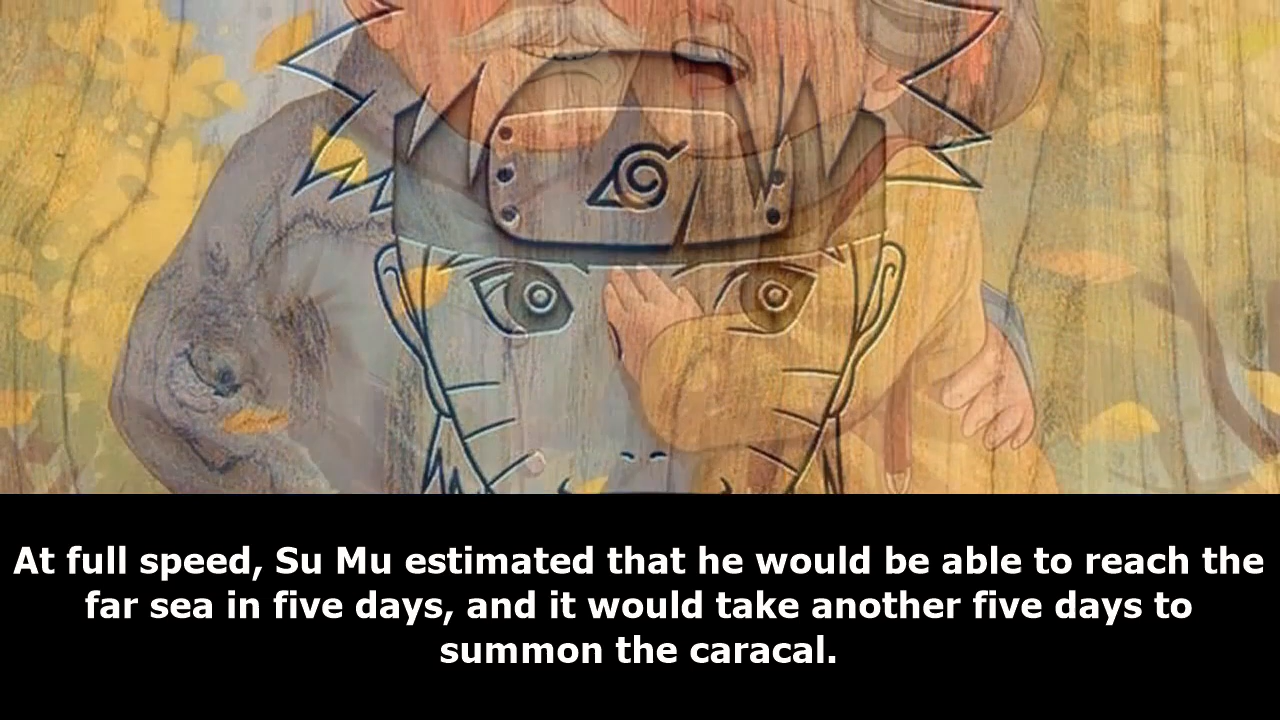 At full speed, Su Mu estimated that he would be able to reach the
far sea in five days, and it would take another five days to
summon the caracal.